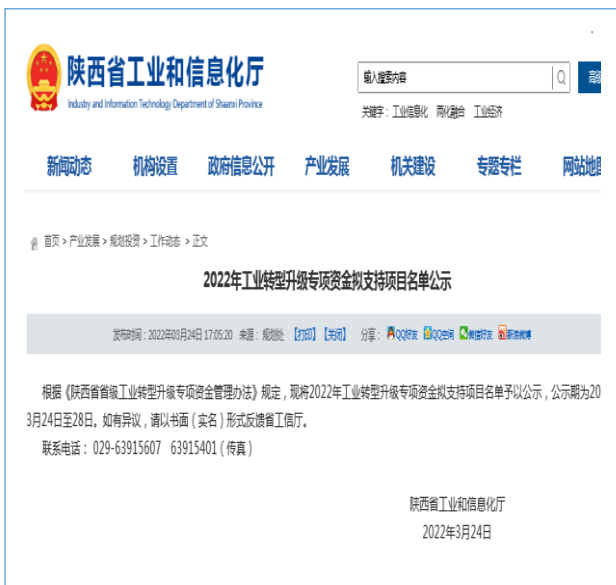 陕西省工业和信息化厅
Industry and Information Technology Department of Shaanxi Province
输入搜索内容
关键字：工业信息化 两化融合 工业经济
新闻动态 机构设置 政府信息公开 产业发展 机关建设 专题专栏 网站地图
首页 > 产业发展 > 规划投资 > 工作动态 > 正文
2022年工业转型升级专项资金拟支持项目名单公示
发布时间：2022年03月24日 17:05:20 来源：规划处 【打印】【关闭】 分享： QQ好友 QQ空间 微信好友 新浪微博
根据《陕西省省级工业转型升级专项资金管理办法》规定，现将2022年工业转型升级专项资金拟支持项目名单予以公示，公示期为20
3月24日至28日。如有异议，请以书面（实名）形式反馈省工信厅。
联系电话：029-63915607 63915401（传真）
陕西省工业和信息化厅
2022年3月24日